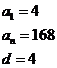 a₁ = 4
aₙ = 168
d = 4